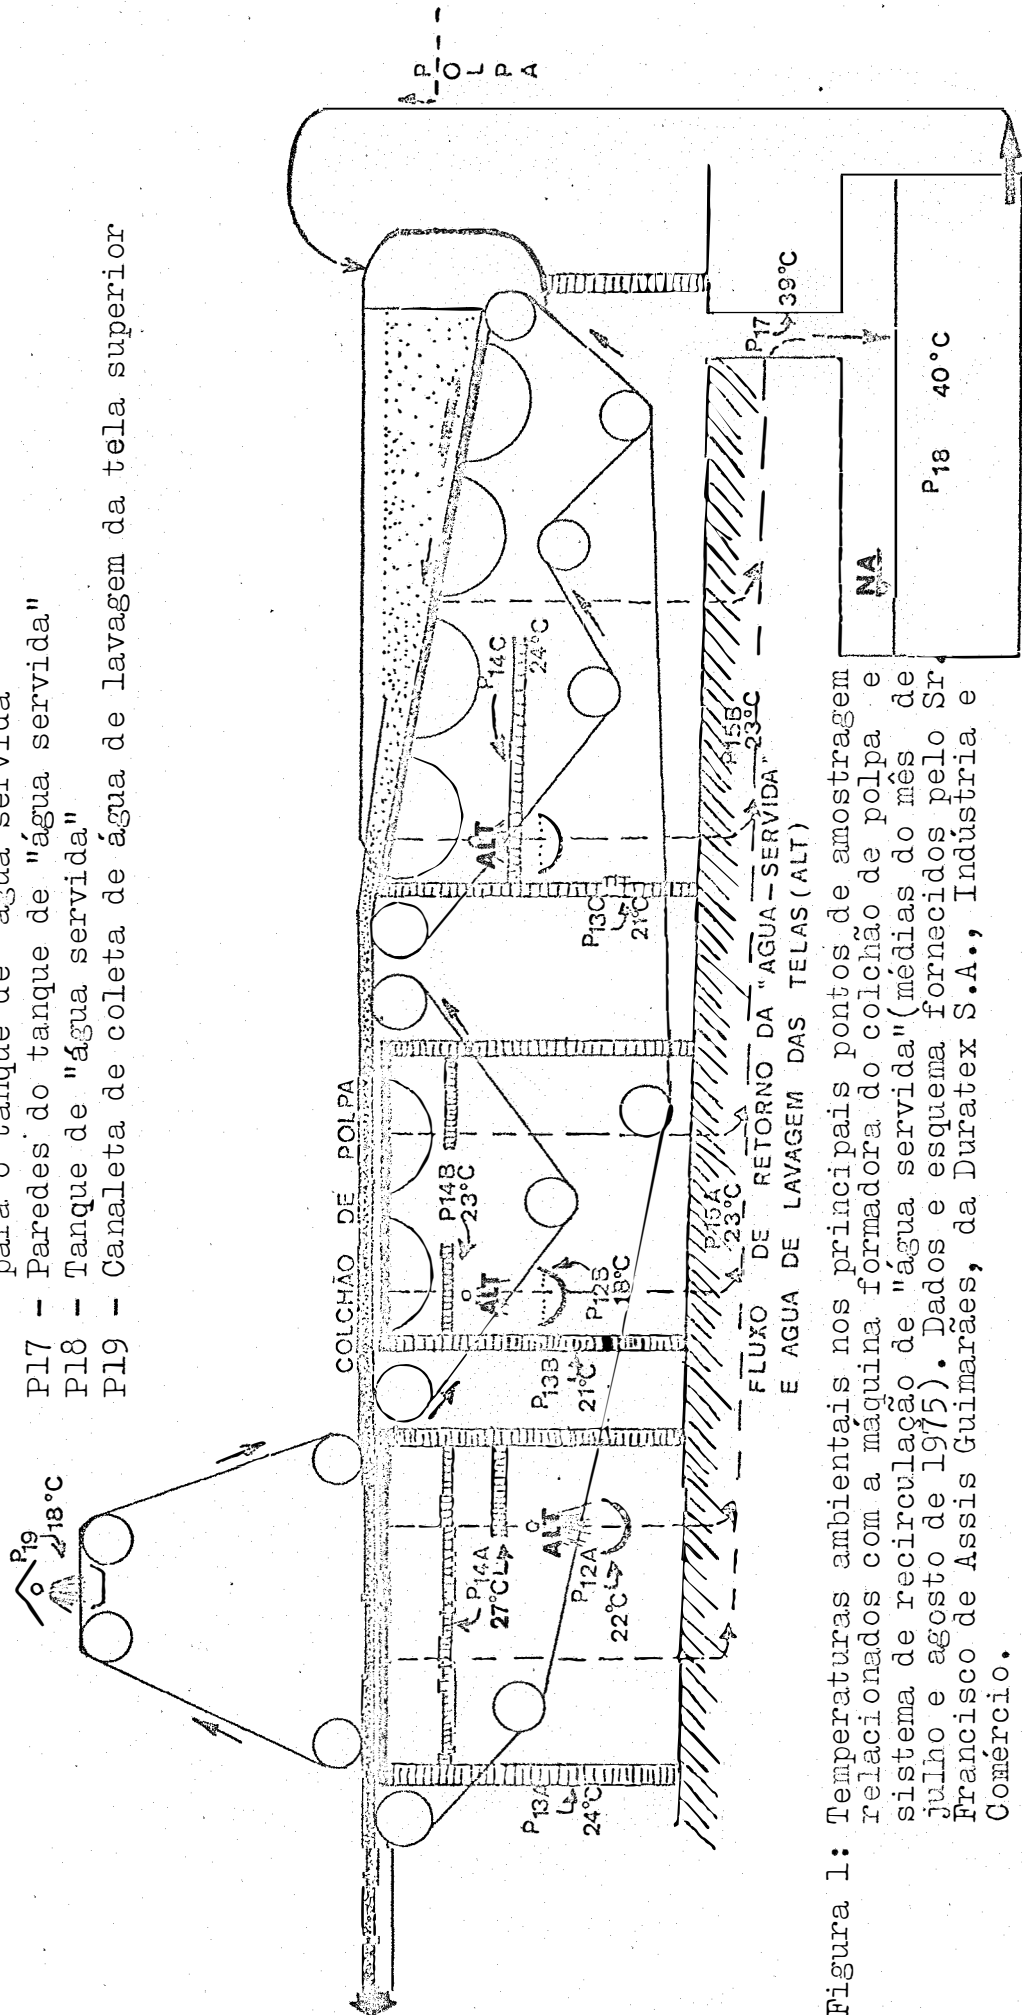 para o tanque de "água servida"
P17 - Paredes do tanque de "água servida"
P18 - Tanque de "água servida"
P19 - Canaleta de coleta de água de lavagem da tela superior
P19
18°C
POLPA
COLCHÃO DE POLPA
P13A
24°C
P14A
27°C
ALT
P12A
22°C
P13B
21°C
ALT
P14B
23°C
P12B
18°C
P15A
23°C
P13C
21°C
ALT
P14C
24°C
P15B
23°C
P17
39°C
NA
P18 40°C
FLUXO DE RETORNO DA "AGUA-SERVIDA"
E AGUA DE LAVAGEM DAS TELAS (ALT)
Figura 1: Temperaturas ambientais nos principais pontos de amostragem
relacionados com a máquina formadora do colchão de polpa e
sistema de recirculação de "água servida"(médias do mês de
julho e agosto de 1975). Dados e esquema fornecidos pelo Sr.
Francisco de Assis Guimarães, da Duratex S.A., Indústria e
Comércio.